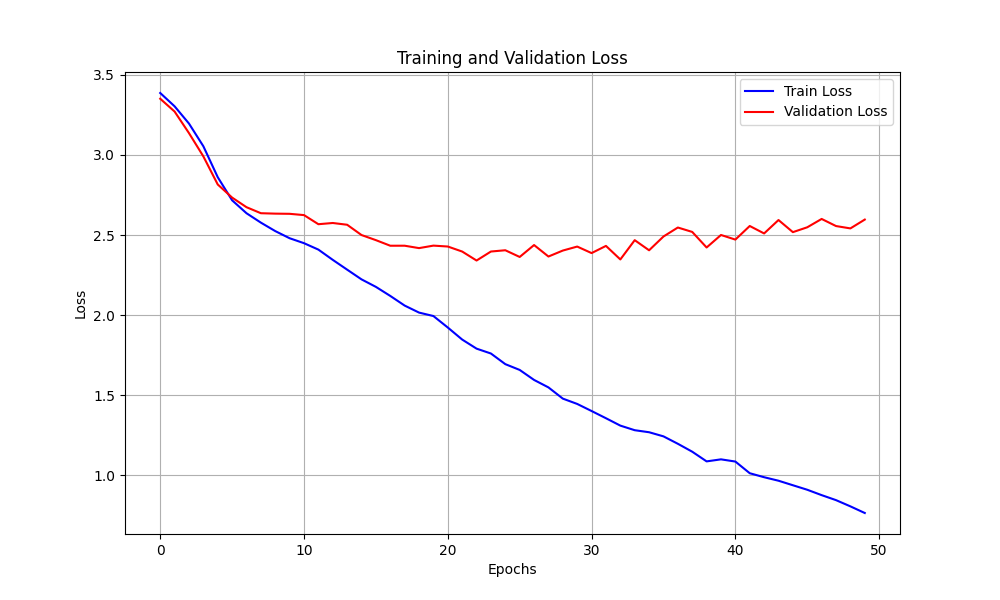 Training and Validation Loss
Train Loss
Validation Loss
3.5
3.0
2.5
2.0
1.5
1.0
Loss
0 10 20 30 40 50
Epochs